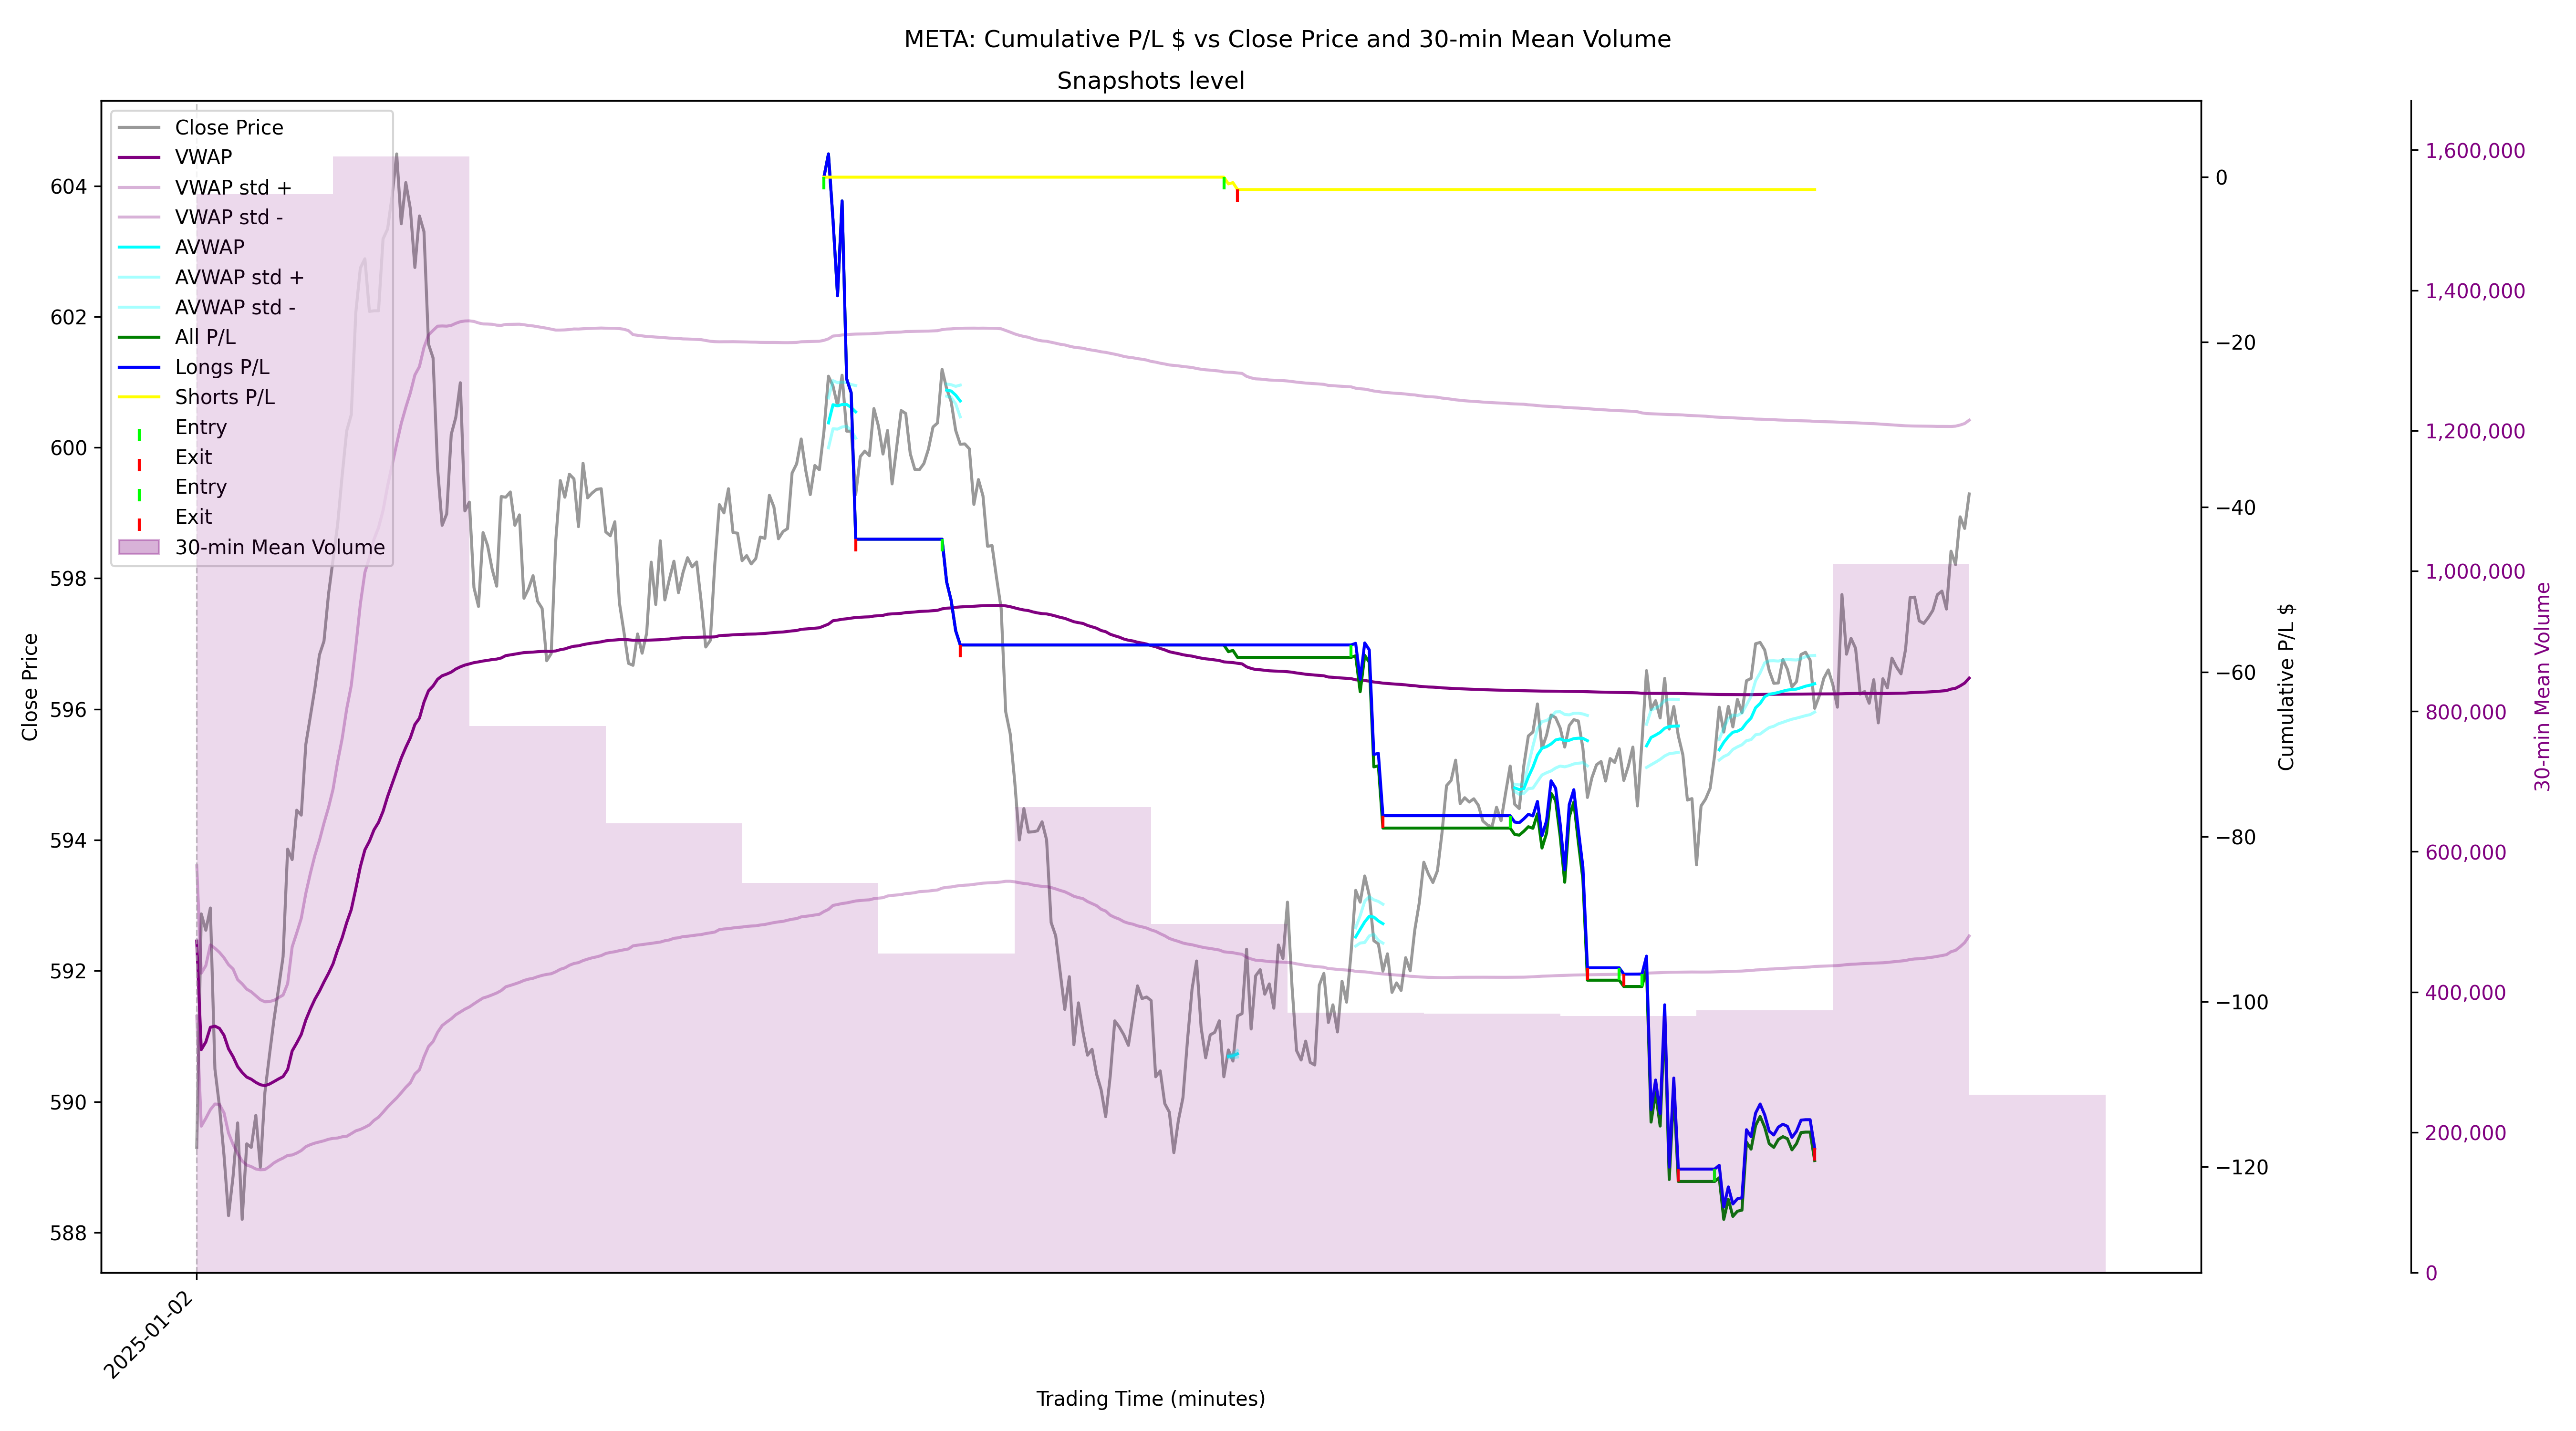 META: Cumulative P/L $ vs Close Price and 30-min Mean Volume
Snapshots level
Close Price
VWAP
VWAP std +
VWAP std -
AVWAP
AVWAP std +
AVWAP std -
All P/L
Longs P/L
Shorts P/L
Entry
Exit
Entry
Exit
30-min Mean Volume
604
602
600
598
596
594
592
590
588
Close Price
0
−20
−40
−60
−80
−100
−120
Cumulative P/L $
1,600,000
1,400,000
1,200,000
1,000,000
800,000
600,000
400,000
200,000
0
30-min Mean Volume
2025-01-02
Trading Time (minutes)